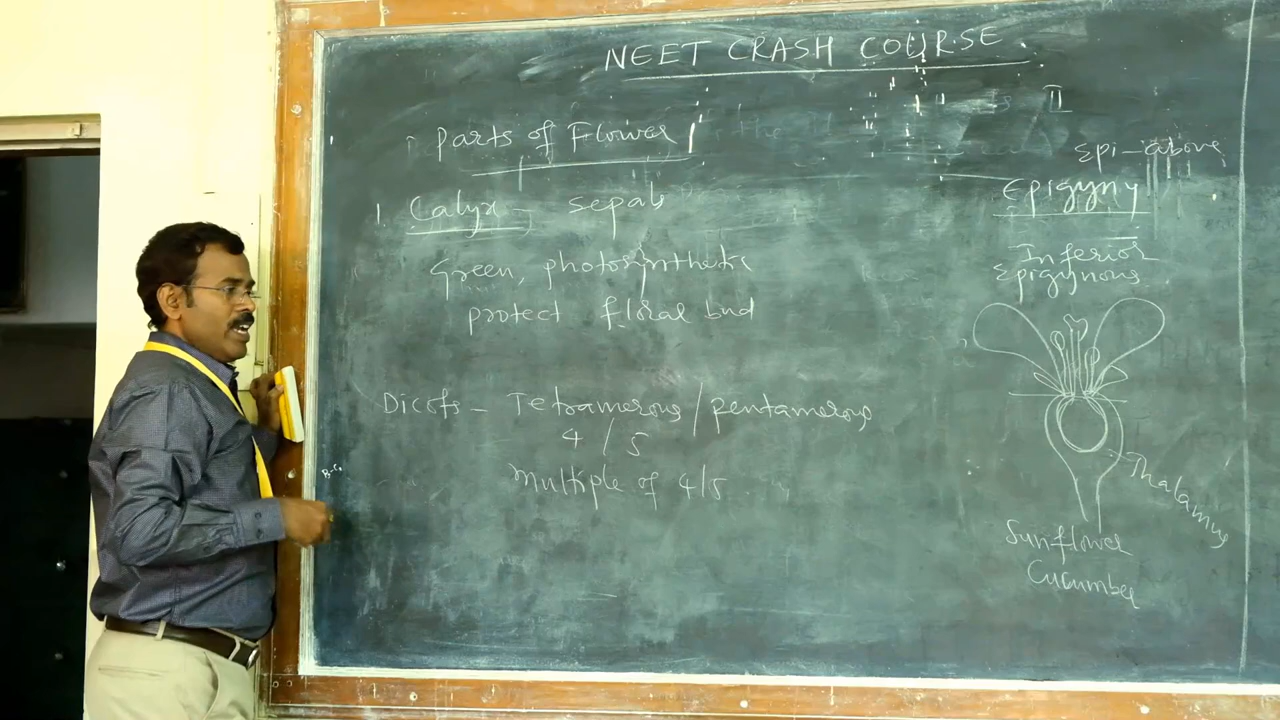 NEET CRASH COURSE
II
Parts of Flower
1. Calyx - sepals
Green, photosynthetic
protect floral bud
Dicots - Tetramerous / pentamerous
4 / 5
Multiple of 4/5
Epi - above
Epigyny
Inferior
Epigynous
Thalamus
Sunflower
Cucumber